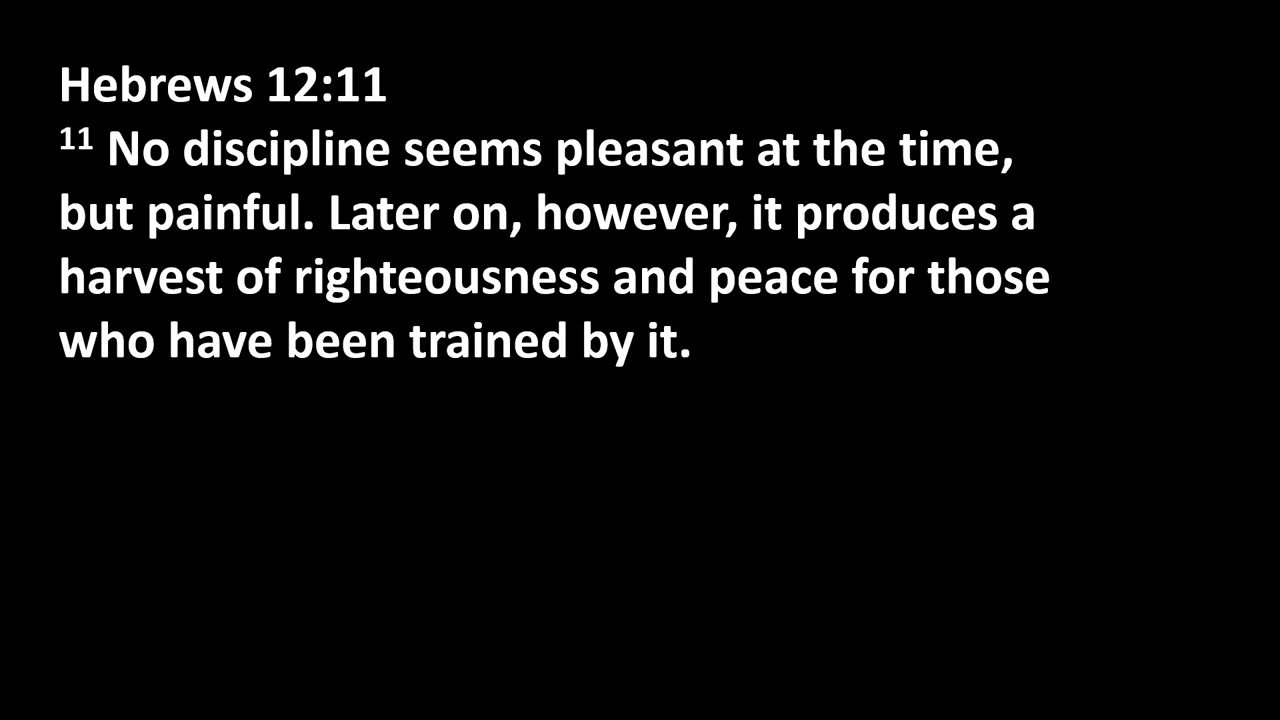 Hebrews 12:11
11 No discipline seems pleasant at the time,
but painful. Later on, however, it produces a
harvest of righteousness and peace for those
who have been trained by it.